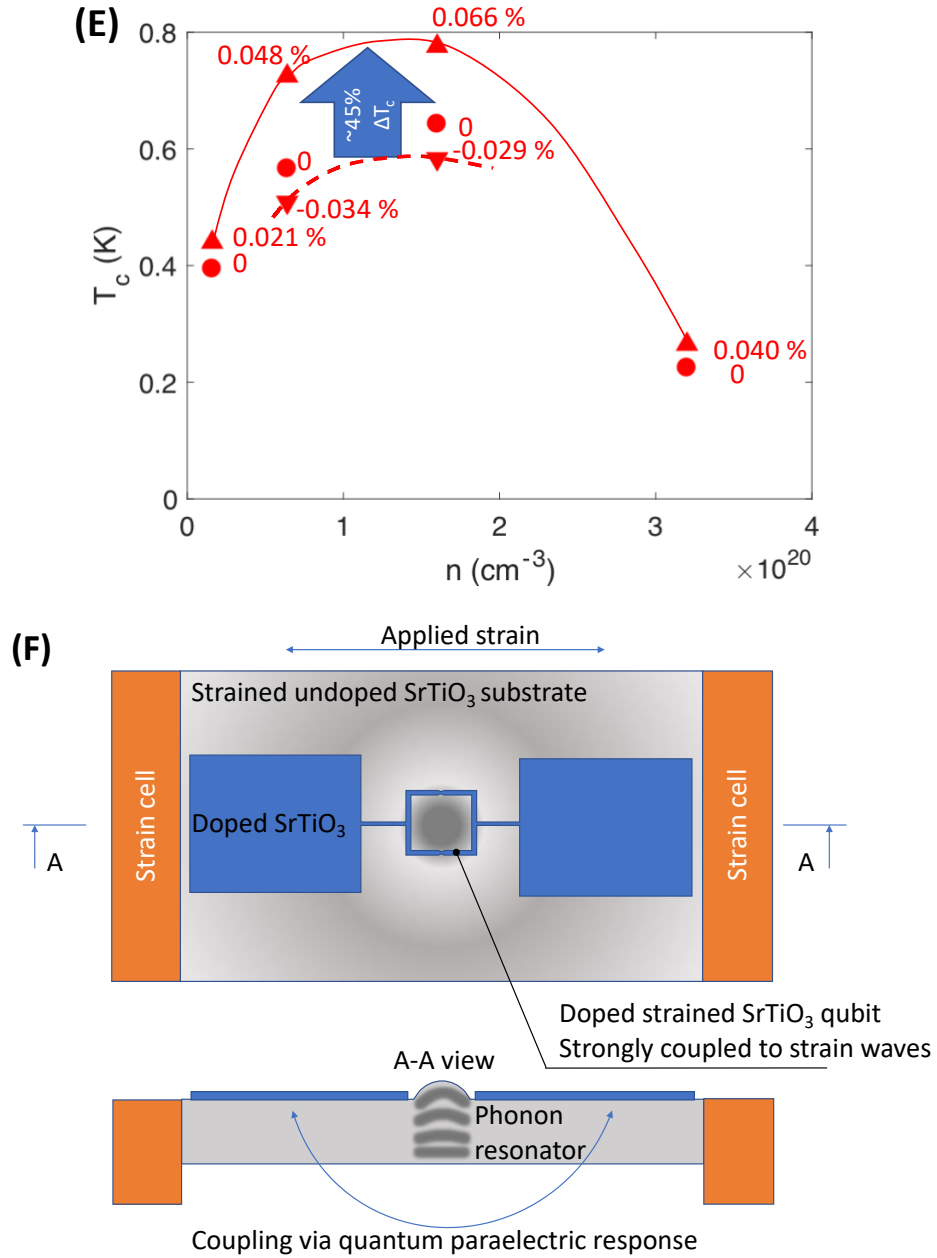 (E)
0.8
0.6
0.4
0.2
0
T_c (K)
0.066 %
0.048 %
~45%
ΔT_c
0
0
-0.029 %
-0.034 %
0.021 %
0
0.040 %
0
0
1
2
3
4
n (cm⁻³)
×10²⁰
(F)
Applied strain
Strained undoped SrTiO₃ substrate
Strain cell
Doped SrTiO₃
Strain cell
A
A
Doped strained SrTiO₃ qubit
Strongly coupled to strain waves
A-A view
Phonon
resonator
Coupling via quantum paraelectric response